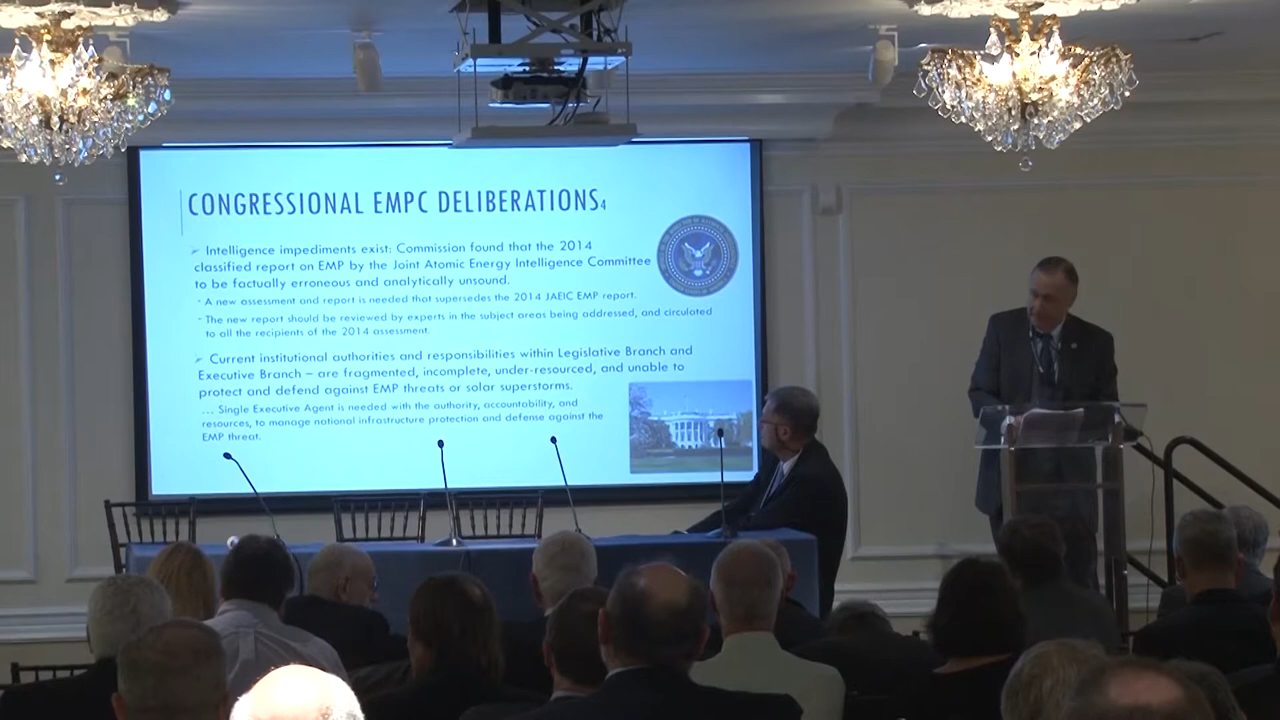 CONGRESSIONAL EMPC DELIBERATIONS4
Intelligence impediments exist: Commission found that the 2014
classified report on EMP by the Joint Atomic Energy Intelligence Committee
to be factually erroneous and analytically unsound.
A new assessment and report is needed that supersedes the 2014 JAEIC EMP report.
The new report should be reviewed by experts in the subject areas being addressed, and circulated
to all the recipients of the 2014 assessment.
Current institutional authorities and responsibilities within Legislative Branch and
Executive Branch – are fragmented, incomplete, under-resourced, and unable to
protect and defend against EMP threats or solar superstorms.
... Single Executive Agent is needed with the authority, accountability, and
resources, to manage national infrastructure protection and defense against the
EMP threat.